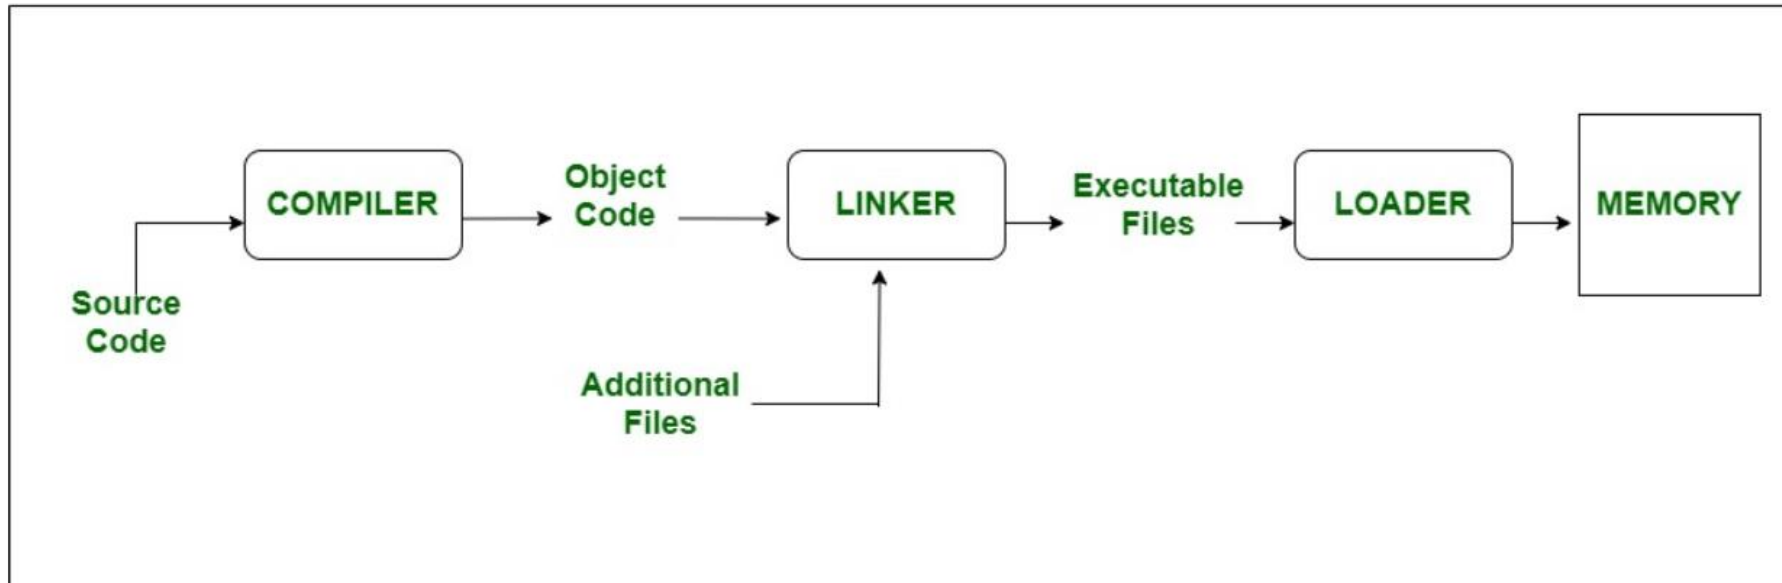 COMPILER
Object
Code
LINKER
Executable
Files
LOADER
MEMORY
Source
Code
Additional
Files